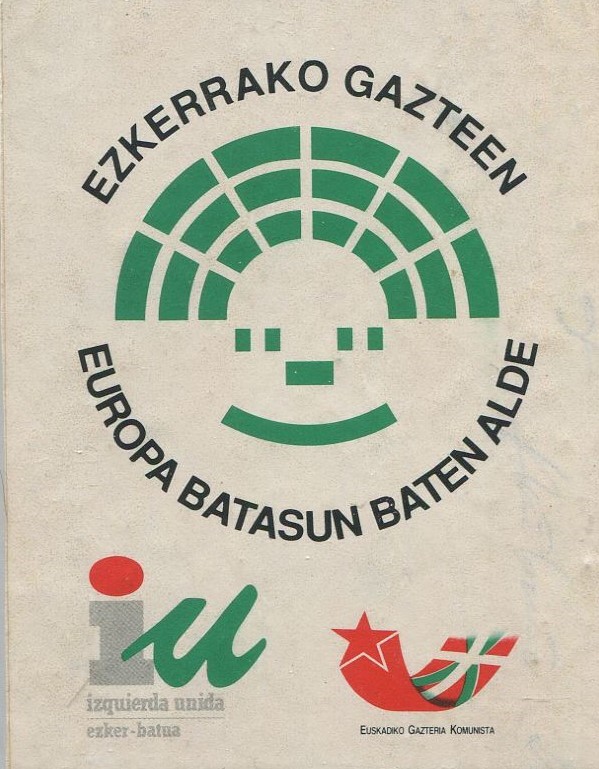 EZKERRAKO GAZTEEN
EUROPA BATASUN BATEN ALDE
iu
izquierda unida
ezker-batua
EUSKADIKO GAZTERIA KOMUNISTA